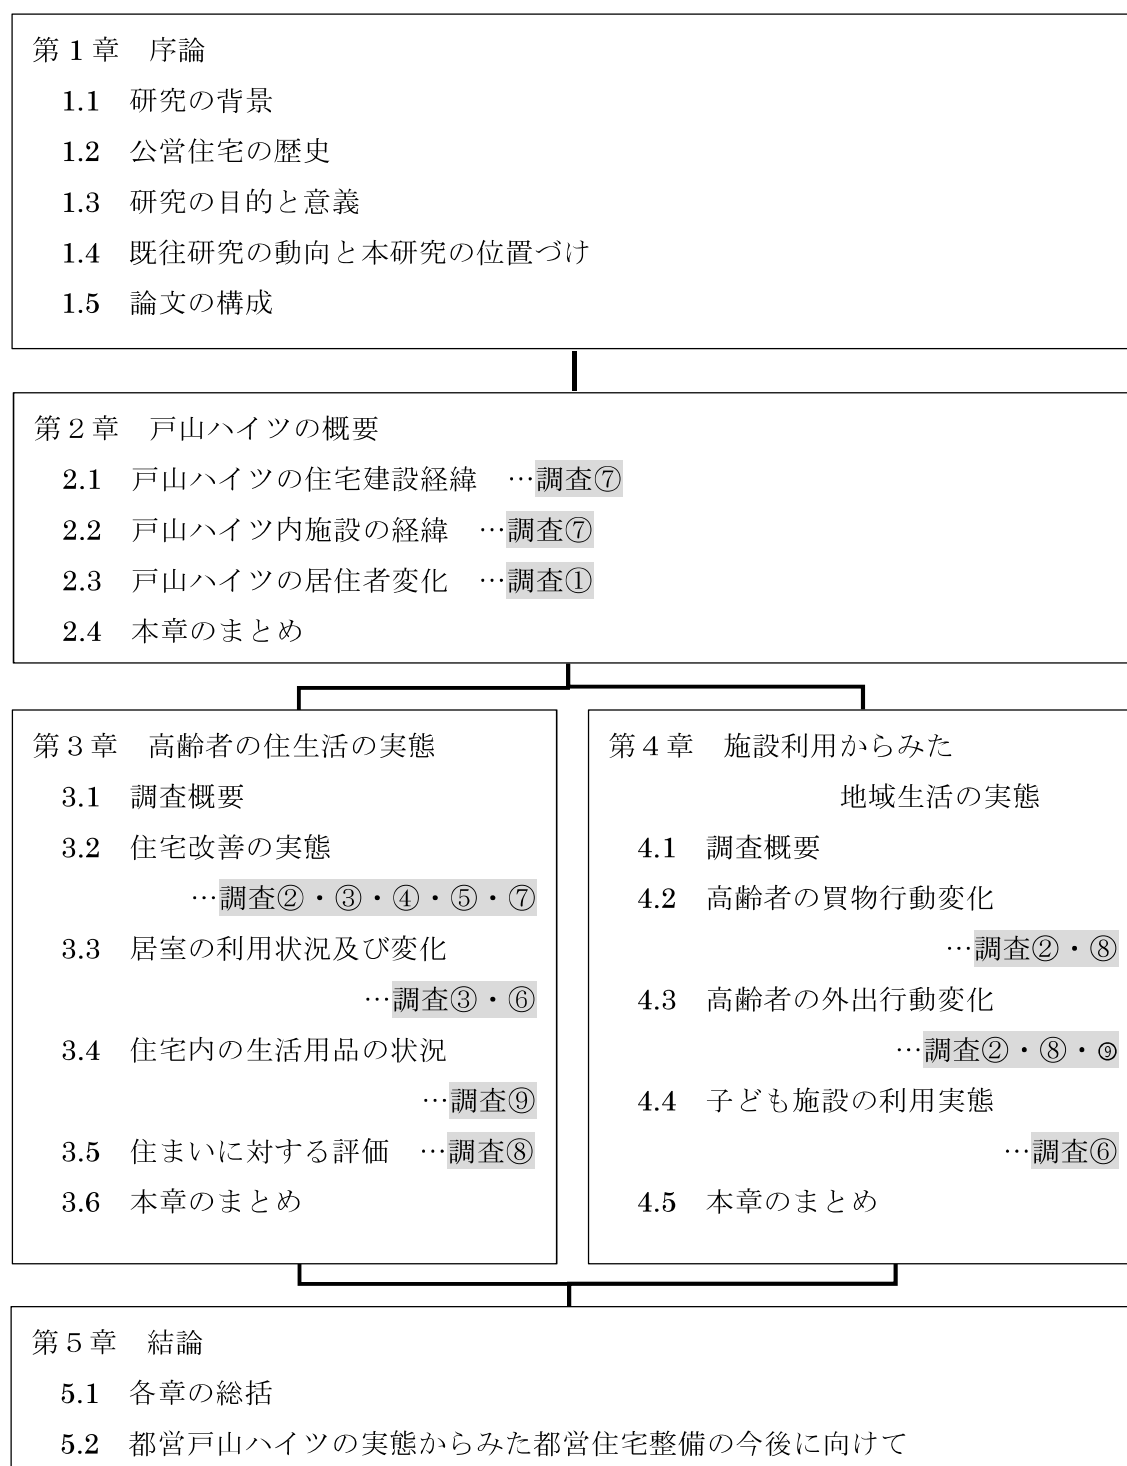 第1章 序論
1.1 研究の背景
1.2 公営住宅の歴史
1.3 研究の目的と意義
1.4 既往研究の動向と本研究の位置づけ
1.5 論文の構成
第2章 戸山ハイツの概要
2.1 戸山ハイツの住宅建設経緯 …調査⑦
2.2 戸山ハイツ内施設の経緯 …調査⑦
2.3 戸山ハイツの居住者変化 …調査①
2.4 本章のまとめ
第3章 高齢者の住生活の実態
3.1 調査概要
3.2 住宅改善の実態
…調査②・③・④・⑤・⑦
3.3 居室の利用状況及び変化
…調査③・⑥
3.4 住宅内の生活用品の状況
…調査⑨
3.5 住まいに対する評価 …調査⑧
3.6 本章のまとめ
第4章 施設利用からみた
地域生活の実態
4.1 調査概要
4.2 高齢者の買物行動変化
…調査②・⑧
4.3 高齢者の外出行動変化
…調査②・⑧・⑨
4.4 子ども施設の利用実態
…調査⑥
4.5 本章のまとめ
第5章 結論
5.1 各章の総括
5.2 都営戸山ハイツの実態からみた都営住宅整備の今後に向けて